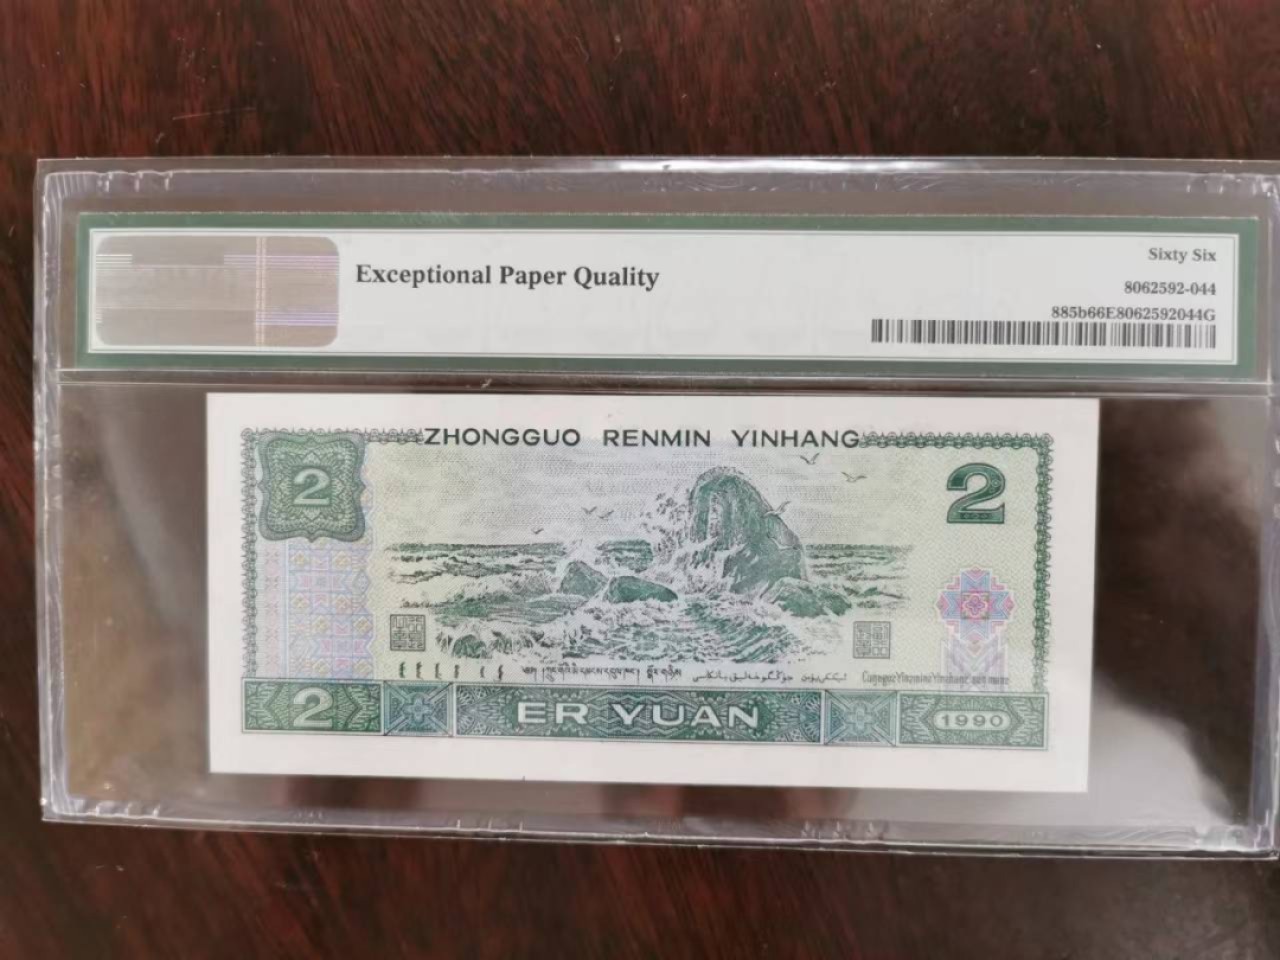 Exceptional Paper Quality
Sixty Six
8062592-044
885b66E8062592044G
ZHONGGUO RENMIN YINHANG
2
2
2
ER YUAN
1990